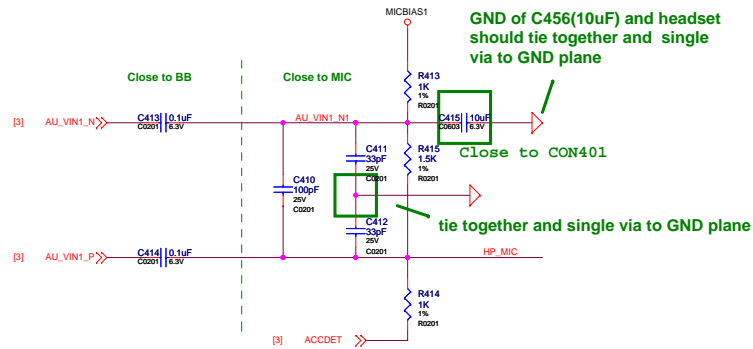 MICBIAS1
GND of C456(10uF) and headset
should tie together and single
via to GND plane
Close to BB
Close to MIC
R413
1K
1%
R0201
[3] AU_VIN1_N
C413 0.1uF
C0201 6.3V
AU_VIN1_N1
C415 10uF
C0603 6.3V
Close to CON401
C411
33pF
25V
C0201
R415
1.5K
1%
R0201
C410
100pF
25V
C0201
C412
33pF
25V
C0201
tie together and single via to GND plane
[3] AU_VIN1_P
C414 0.1uF
C0201 6.3V
HP_MIC
R414
1K
1%
R0201
[3] ACCDET